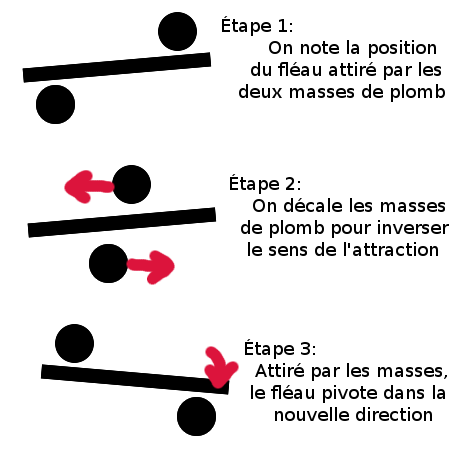 Étape 1:
On note la position
du fléau attiré par les
deux masses de plomb
Étape 2:
On décale les masses
de plomb pour inverser
le sens de l'attraction
Étape 3:
Attiré par les masses,
le fléau pivote dans la
nouvelle direction